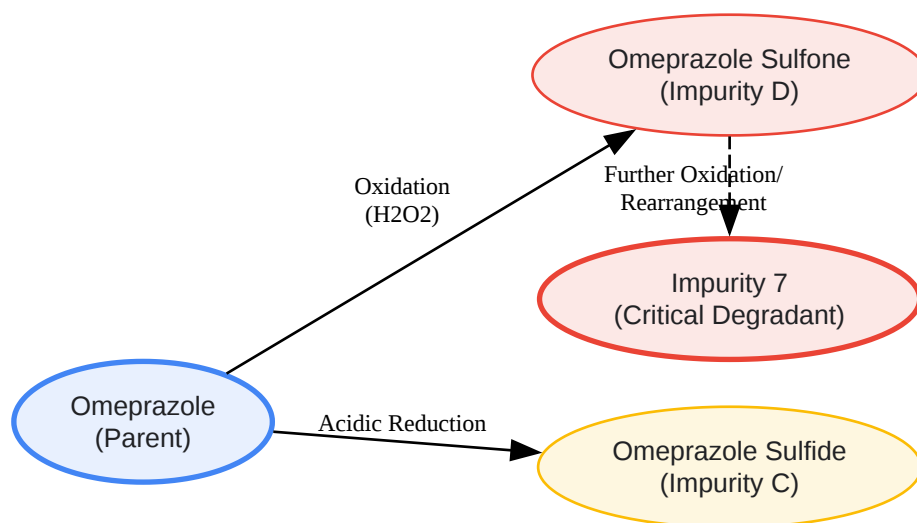 Omeprazole Sulfone
(Impurity D)
Oxidation
(H2O2)
Further Oxidation/
Rearrangement
Impurity 7
(Critical Degradant)
Omeprazole
(Parent)
Acidic Reduction
Omeprazole Sulfide
(Impurity C)